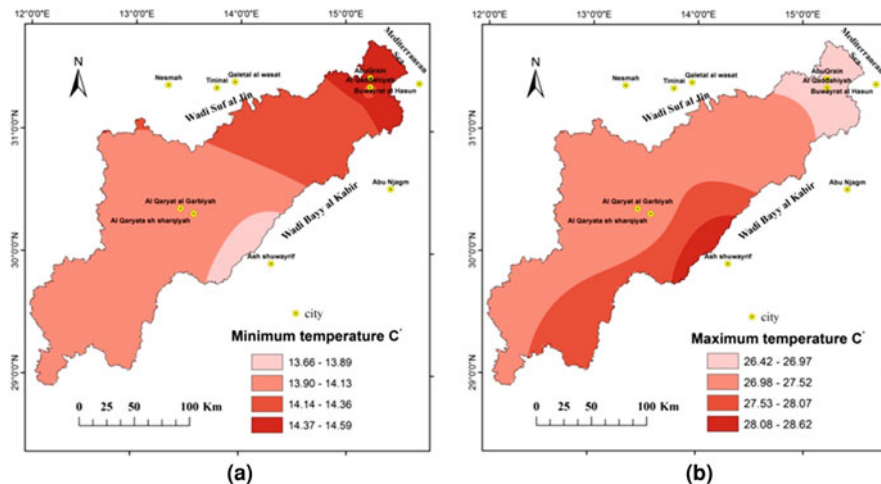 12°0'0"E 13°0'0"E 14°0'0"E 15°0'0"E
Mediterranean Sea
N
Nesmah
Tininai
Qaletal al wasat
AbuQrain
Al Qaddahiyah
Buwayrat al Hasun
Wadi Suf al Jin
31°0'0"N
Al Qaryat al Garbiyah
Al Qaryata sh sharqiyah
Abu Njagm
Wadi Bayy al Kabir
30°0'0"N
Ash shuwayrif
city
Minimum temperature C°
13.66 - 13.89
13.90 - 14.13
14.14 - 14.36
14.37 - 14.59
29°0'0"N
0 25 50 100 Km
(a)
12°0'0"E 13°0'0"E 14°0'0"E 15°0'0"E
Mediterranean Sea
N
Nesmah
Tininai
Qaletal al wasat
AbuQrain
Al Qaddahiyah
Buwayrat al Hasun
Wadi Suf al Jin
31°0'0"N
Al Qaryat al Garbiyah
Al Qaryata sh sharqiyah
Abu Njagm
Wadi Bayy al Kabir
30°0'0"N
Ash shuwayrif
city
Maximum temperature C°
26.42 - 26.97
26.98 - 27.52
27.53 - 28.07
28.08 - 28.62
29°0'0"N
0 25 50 100 Km
(b)